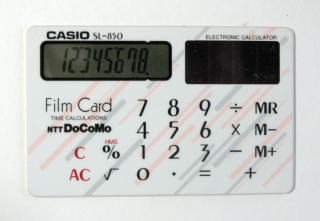 CASIO SL-850
ELECTRONIC CALCULATOR
12345678.
Film Card
TIME CALCULATIONS
NTT DoCoMo
7 8 9 ÷ MR
4 5 6 × M−
HMS
C % 1 2 3 − M+
AC √ 0 · = +